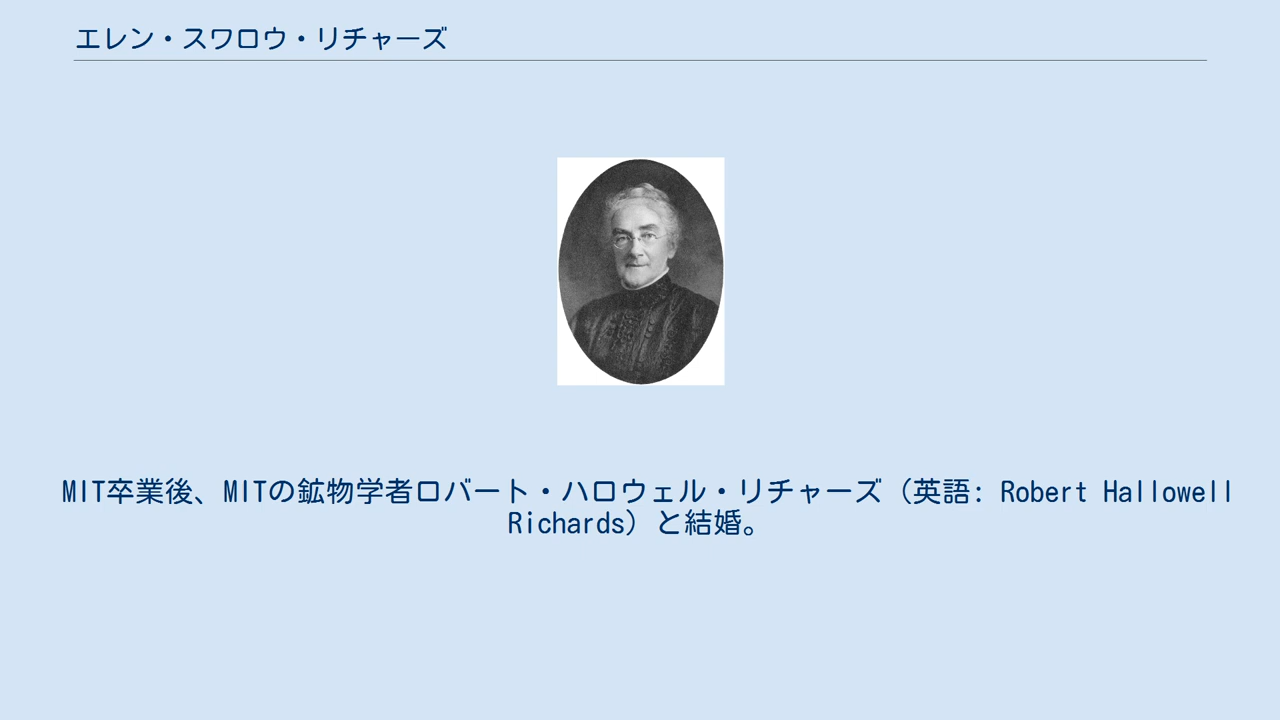 エレン・スワロウ・リチャーズ
MIT卒業後、MITの鉱物学者ロバート・ハロウェル・リチャーズ（英語: Robert Hallowell
Richards）と結婚。